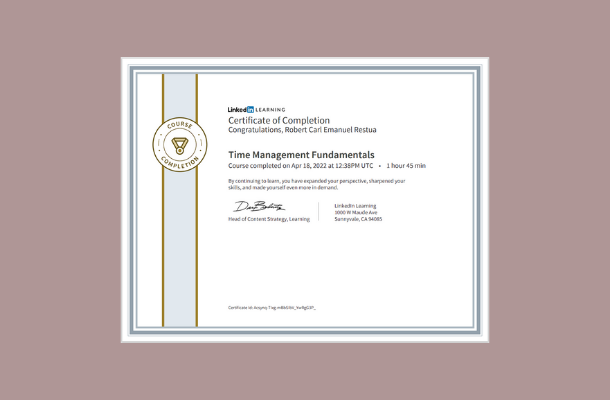 COURSE
COMPLETION
LinkedIn LEARNING
Certificate of Completion
Congratulations, Robert Carl Emanuel Restua
Time Management Fundamentals
Course completed on Apr 18, 2022 at 12:38PM UTC • 1 hour 45 min
By continuing to learn, you have expanded your perspective, sharpened your
skills, and made yourself even more in demand.
Head of Content Strategy, Learning
LinkedIn Learning
1000 W Maude Ave
Sunnyvale, CA 94085
Certificate Id: